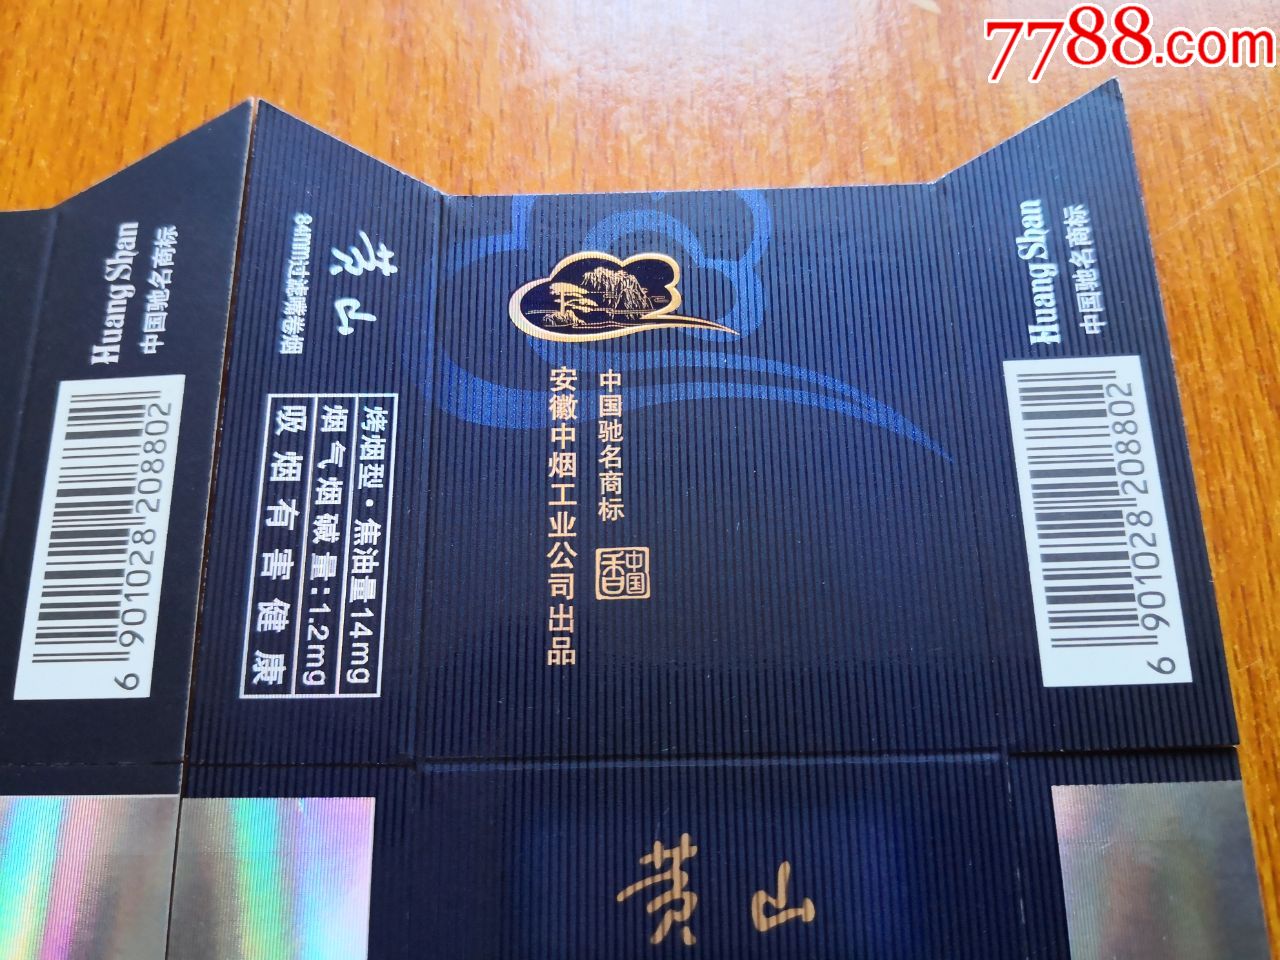 7788.com
Huang Shan
中国驰名商标
6 901028 208802
黄山
84mm过滤嘴卷烟
烤烟型·焦油量14mg
烟气烟碱量:1.2mg
吸烟有害健康
中国驰名商标
安徽中烟工业公司出品
中国香
Huang Shan
中国驰名商标
6 901028 208802
黄山